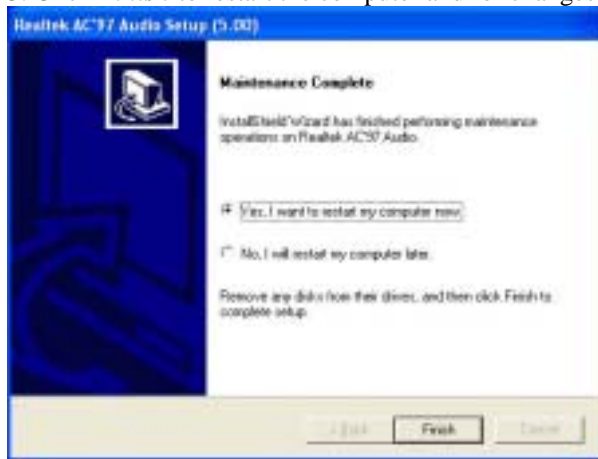 Realtek AC'97 Audio Setup (5.00)
Maintenance Complete
InstallShield Wizard has finished performing maintenance
operations on Realtek AC'97 Audio.
Yes, I want to restart my computer now.
No, I will restart my computer later.
Remove any disks from their drives, and then click Finish to
complete setup.
< Back Finish Cancel